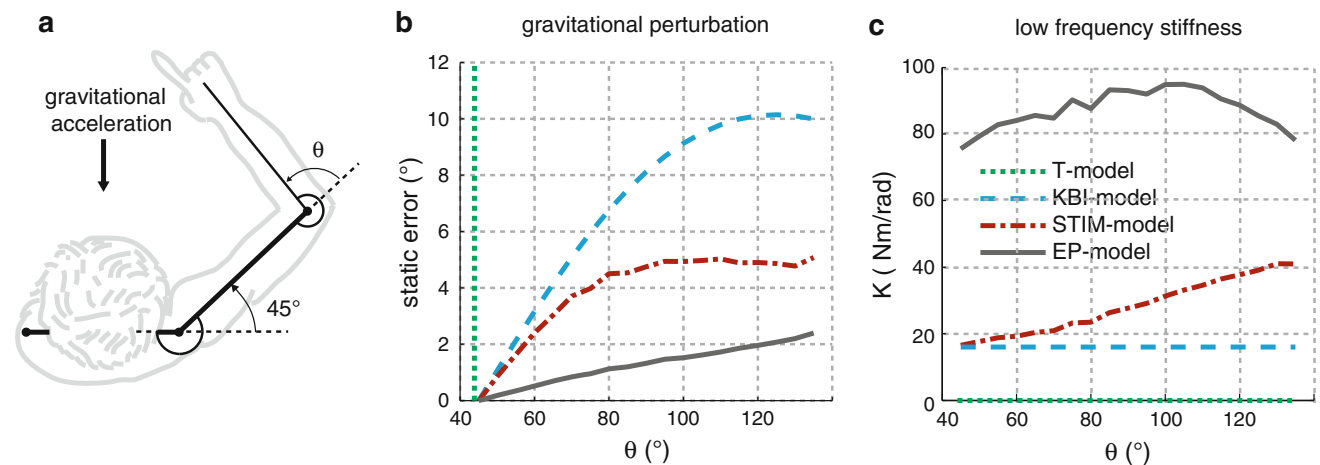 a
gravitational
acceleration
θ
45°
b
gravitational perturbation
12
10
8
6
4
2
0
static error (°)
40 60 80 100 120
θ (°)
c
low frequency stiffness
100
80
60
40
20
0
K ( Nm/rad)
T-model
KBI-model
STIM-model
EP-model
40 60 80 100 120
θ (°)